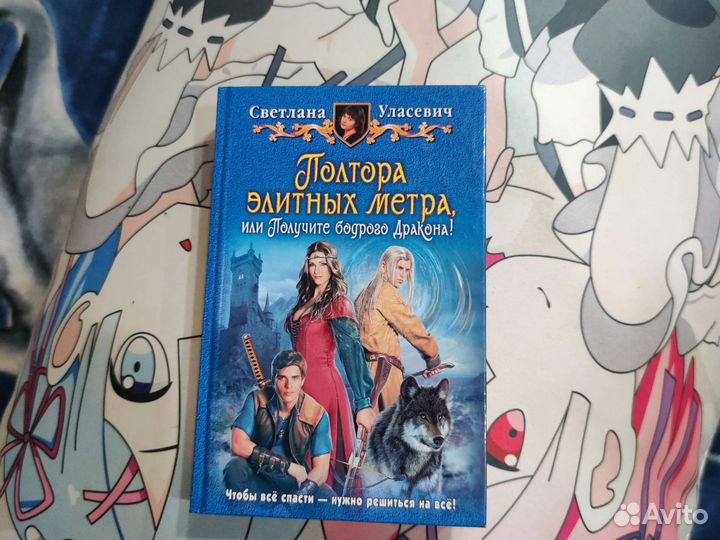 Светлана Уласевич
Полтора
элитных метра,
или Получите бодрого Дракона!
Чтобы всё спасти — нужно решиться на всё!
Avito